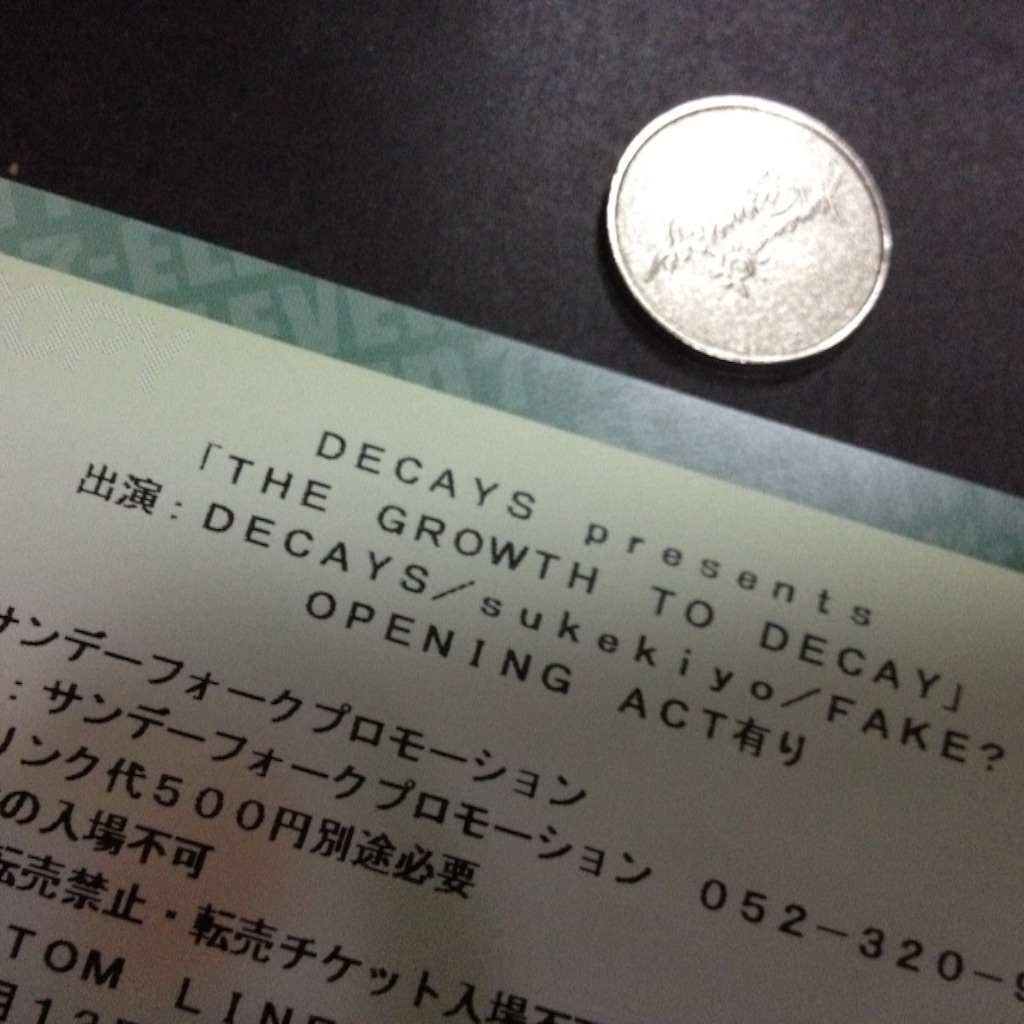 DECAYS presents
「THE GROWTH TO DECAY」
出演：DECAYS／sukekiyo／FAKE？
OPENING ACT有り
サンデーフォークプロモーション
：サンデーフォークプロモーション 052－320－9
リンク代500円別途必要
の入場不可
転売禁止・転売チケット入場不
TOM LINE